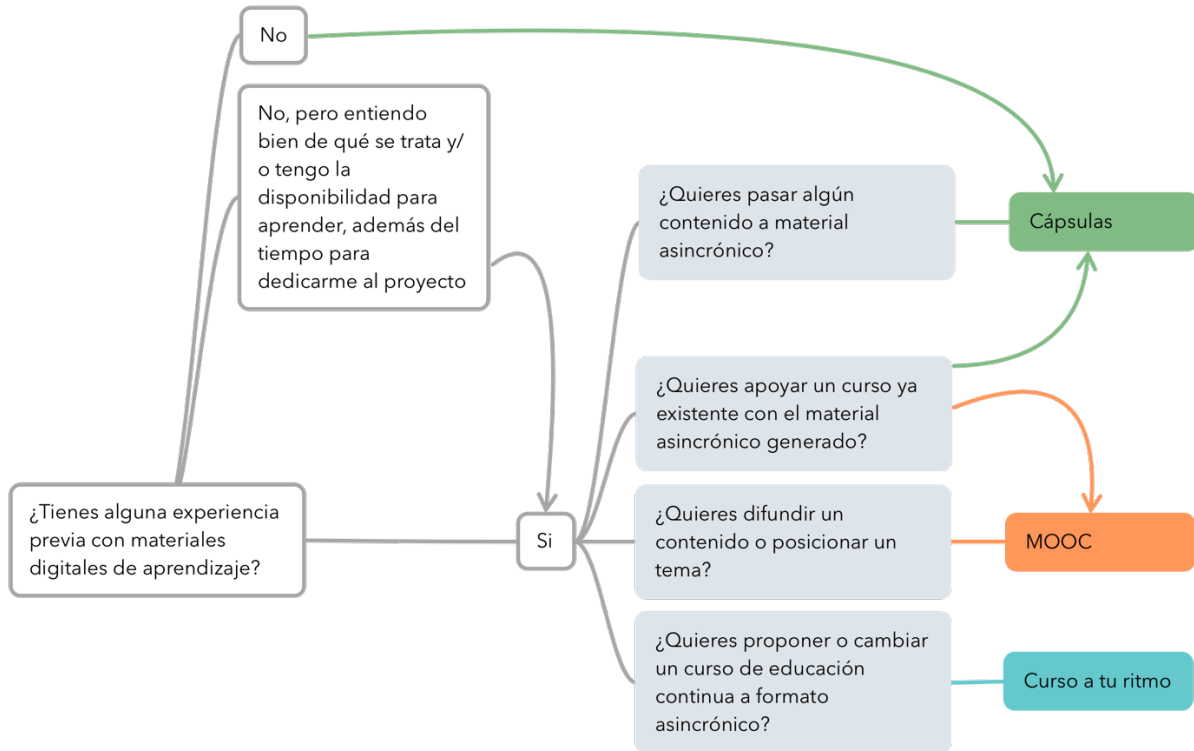 No
No, pero entiendo
bien de qué se trata y/
o tengo la
disponibilidad para
aprender, además del
tiempo para
dedicarme al proyecto
¿Quieres pasar algún
contenido a material
asincrónico?
Cápsulas
¿Quieres apoyar un curso ya
existente con el material
asincrónico generado?
¿Tienes alguna experiencia
previa con materiales
digitales de aprendizaje?
Si
¿Quieres difundir un
contenido o posicionar un
tema?
MOOC
¿Quieres proponer o cambiar
un curso de educación
continua a formato
asincrónico?
Curso a tu ritmo